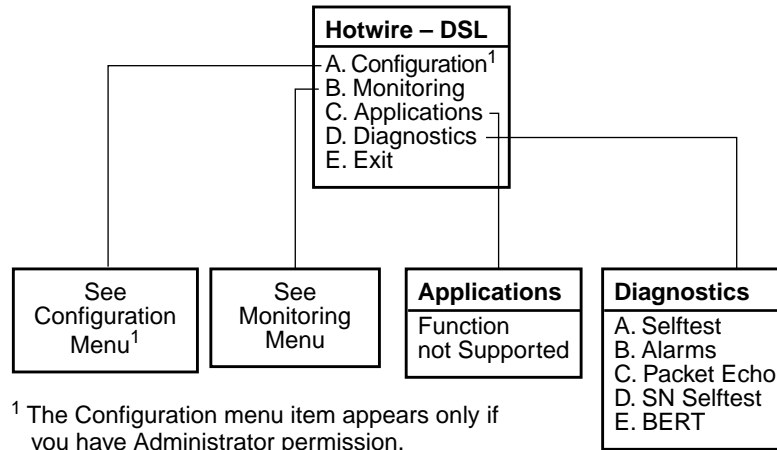 Hotwire – DSL
A. Configuration1
B. Monitoring
C. Applications
D. Diagnostics
E. Exit
See
Configuration
Menu1
See
Monitoring
Menu
Applications
Function
not Supported
Diagnostics
A. Selftest
B. Alarms
C. Packet Echo
D. SN Selftest
E. BERT
1 The Configuration menu item appears only if
you have Administrator permission.